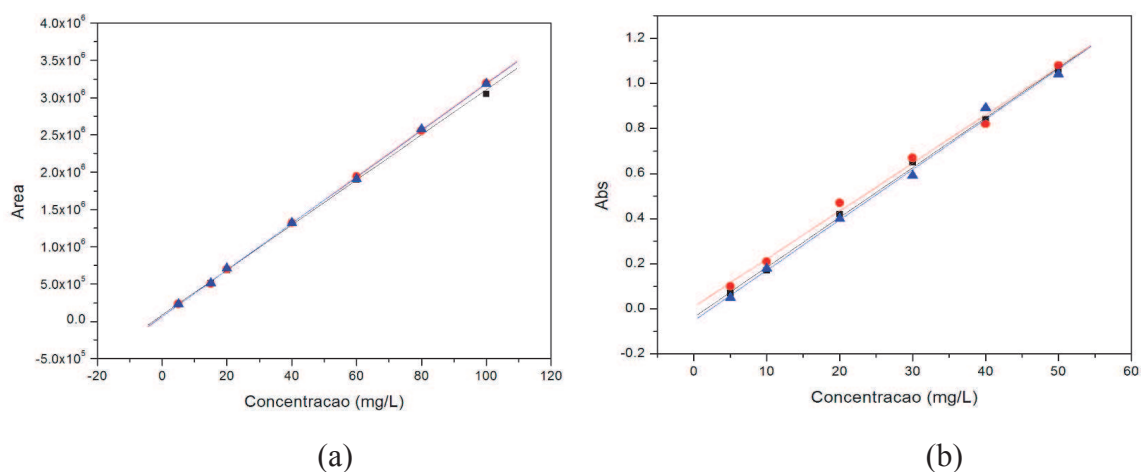 4.0x10⁶
3.5x10⁶
3.0x10⁶
2.5x10⁶
2.0x10⁶
1.5x10⁶
1.0x10⁶
5.0x10⁵
0.0
-5.0x10⁵
Area
-20 0 20 40 60 80 100 120
Concentracao (mg/L)
(a)
1.2
1.0
0.8
0.6
0.4
0.2
0.0
-0.2
Abs
0 10 20 30 40 50 60
Concentracao (mg/L)
(b)